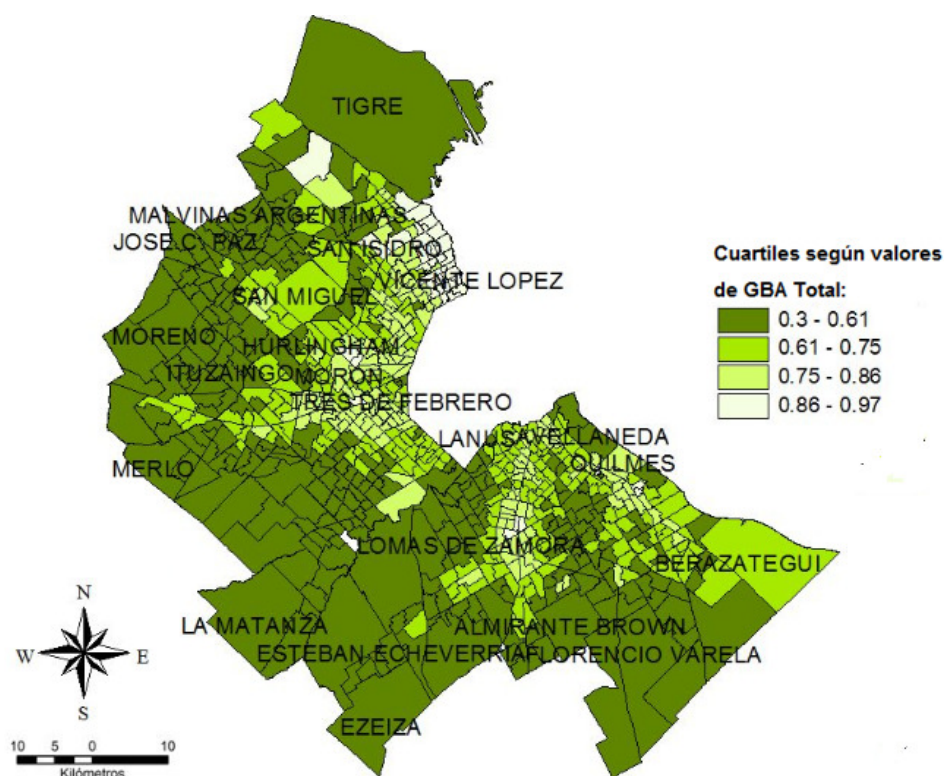 TIGRE
MALVINAS ARGENTINAS
JOSE C. PAZ
SAN ISIDRO
VICENTE LOPEZ
SAN MIGUEL
MORENO
HURLINGHAM
ITUZAINGO
MORON
TRES DE FEBRERO
LANUS
AVELLANEDA
QUILMES
MERLO
LOMAS DE ZAMORA
BERAZATEGUI
LA MATANZA
ALMIRANTE BROWN
ESTEBAN ECHEVERRIA
FLORENCIO VARELA
EZEIZA
Cuartiles según valores
de GBA Total:
0.3 - 0.61
0.61 - 0.75
0.75 - 0.86
0.86 - 0.97
N
W
E
S
10 5 0 10
Kilómetros